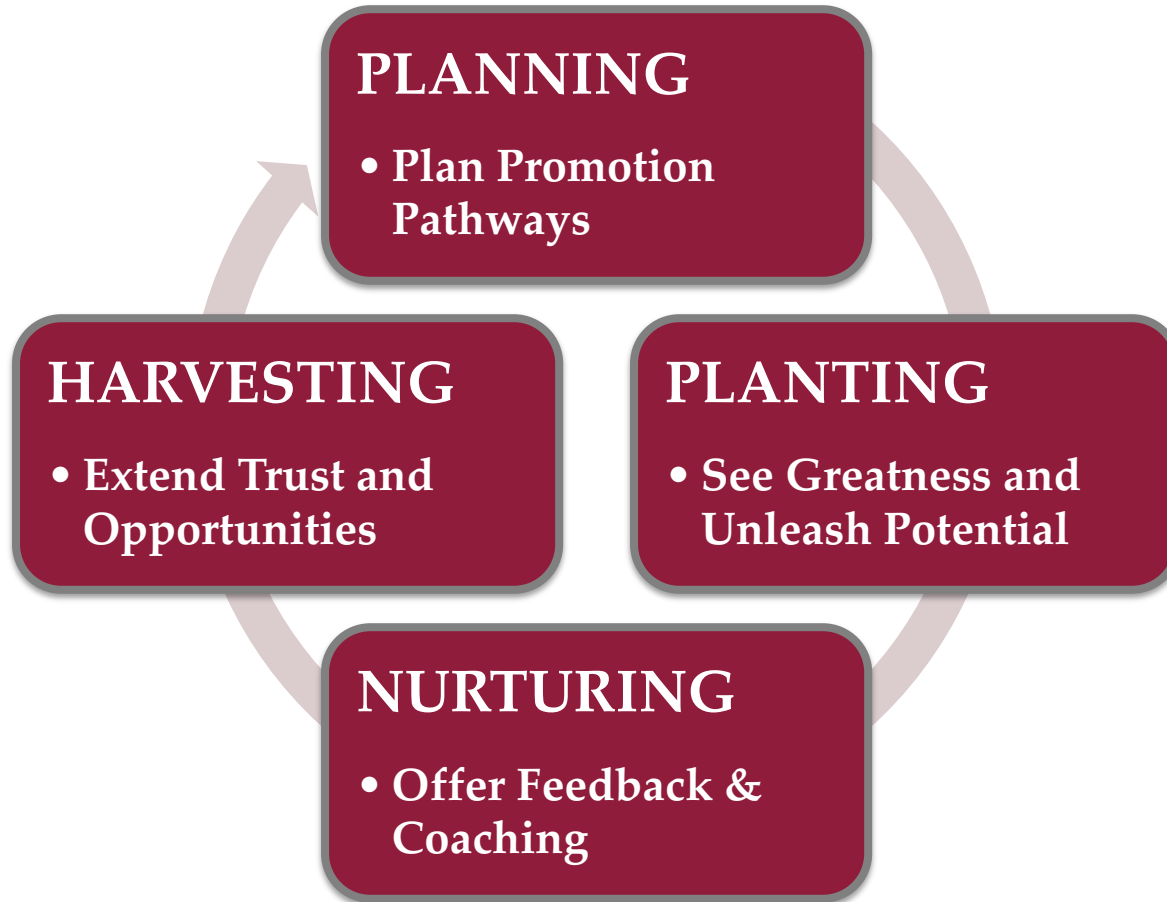 PLANNING
• Plan Promotion
Pathways
PLANTING
• See Greatness and
Unleash Potential
NURTURING
• Offer Feedback &
Coaching
HARVESTING
• Extend Trust and
Opportunities